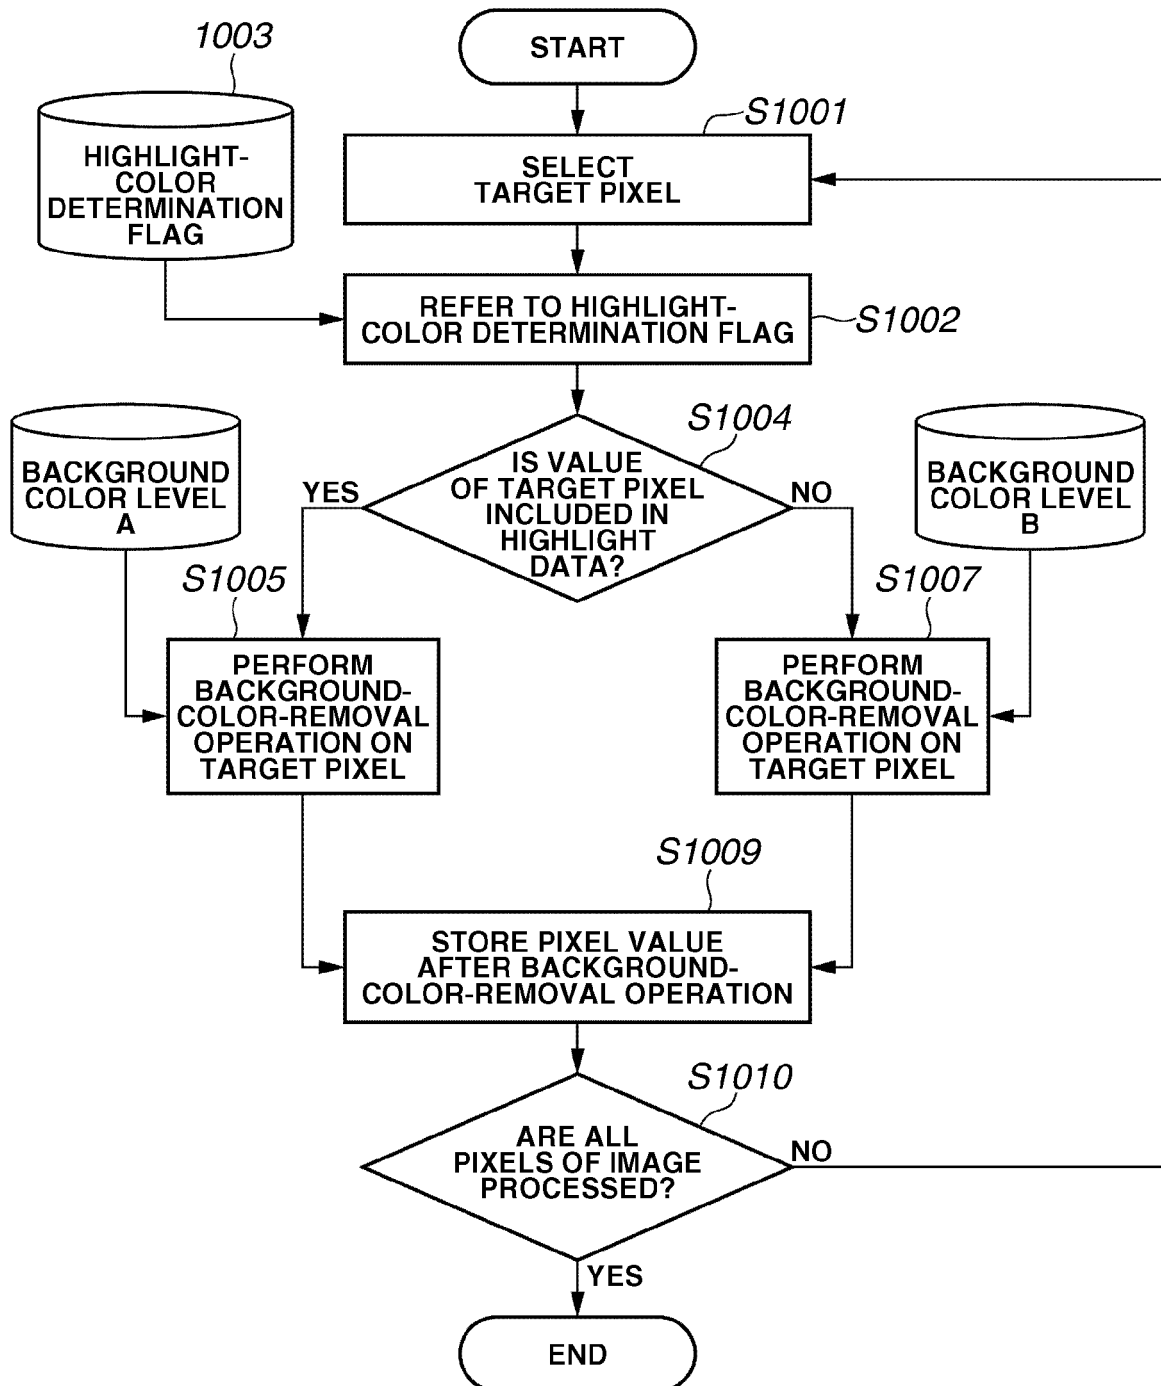 1003
START
S1001
HIGHLIGHT-
COLOR
DETERMINATION
FLAG
SELECT
TARGET PIXEL
REFER TO HIGHLIGHT-
COLOR DETERMINATION FLAG
S1002
S1004
BACKGROUND
COLOR LEVEL
A
YES
IS VALUE
OF TARGET PIXEL
INCLUDED IN
HIGHLIGHT
DATA?
NO
BACKGROUND
COLOR LEVEL
B
S1005
S1007
PERFORM
BACKGROUND-
COLOR-REMOVAL
OPERATION ON
TARGET PIXEL
PERFORM
BACKGROUND-
COLOR-REMOVAL
OPERATION ON
TARGET PIXEL
S1009
STORE PIXEL VALUE
AFTER BACKGROUND-
COLOR-REMOVAL OPERATION
S1010
ARE ALL
PIXELS OF IMAGE
PROCESSED?
NO
YES
END